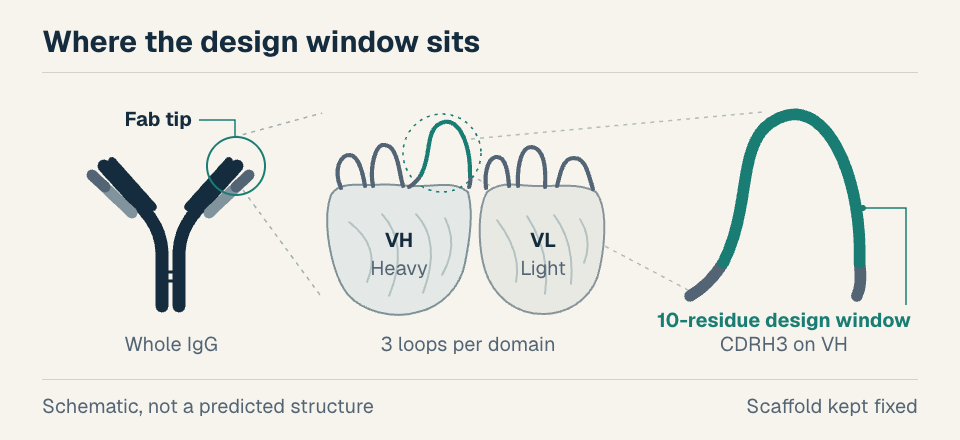 Where the design window sits
Fab tip
VH
Heavy
VL
Light
10-residue design window
CDRH3 on VH
Whole IgG
3 loops per domain
Schematic, not a predicted structure
Scaffold kept fixed